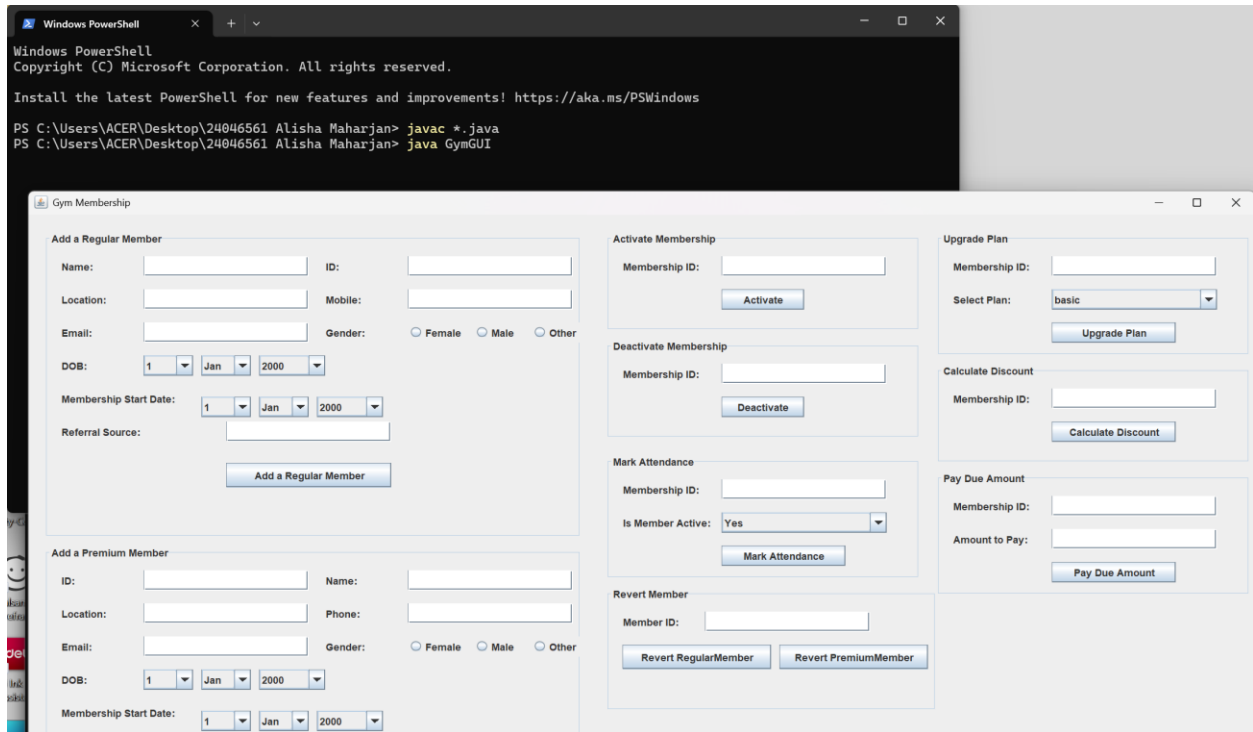 Windows PowerShell
Windows PowerShell
Copyright (C) Microsoft Corporation. All rights reserved.
Install the latest PowerShell for new features and improvements! https://aka.ms/PSWindows
PS C:\Users\ACER\Desktop\24046561 Alisha Maharjan> javac *.java
PS C:\Users\ACER\Desktop\24046561 Alisha Maharjan> java GymGUI
Gym Membership
Add a Regular Member
Name: ID:
Location: Mobile:
Email: Gender: Female Male Other
DOB: 1 Jan 2000
Membership Start Date: 1 Jan 2000
Referral Source:
Add a Regular Member
Add a Premium Member
ID: Name:
Location: Phone:
Email: Gender: Female Male Other
DOB: 1 Jan 2000
Membership Start Date: 1 Jan 2000
Activate Membership
Membership ID:
Activate
Deactivate Membership
Membership ID:
Deactivate
Mark Attendance
Membership ID:
Is Member Active: Yes
Mark Attendance
Revert Member
Member ID:
Revert RegularMember Revert PremiumMember
Upgrade Plan
Membership ID:
Select Plan: basic
Upgrade Plan
Calculate Discount
Membership ID:
Calculate Discount
Pay Due Amount
Membership ID:
Amount to Pay:
Pay Due Amount